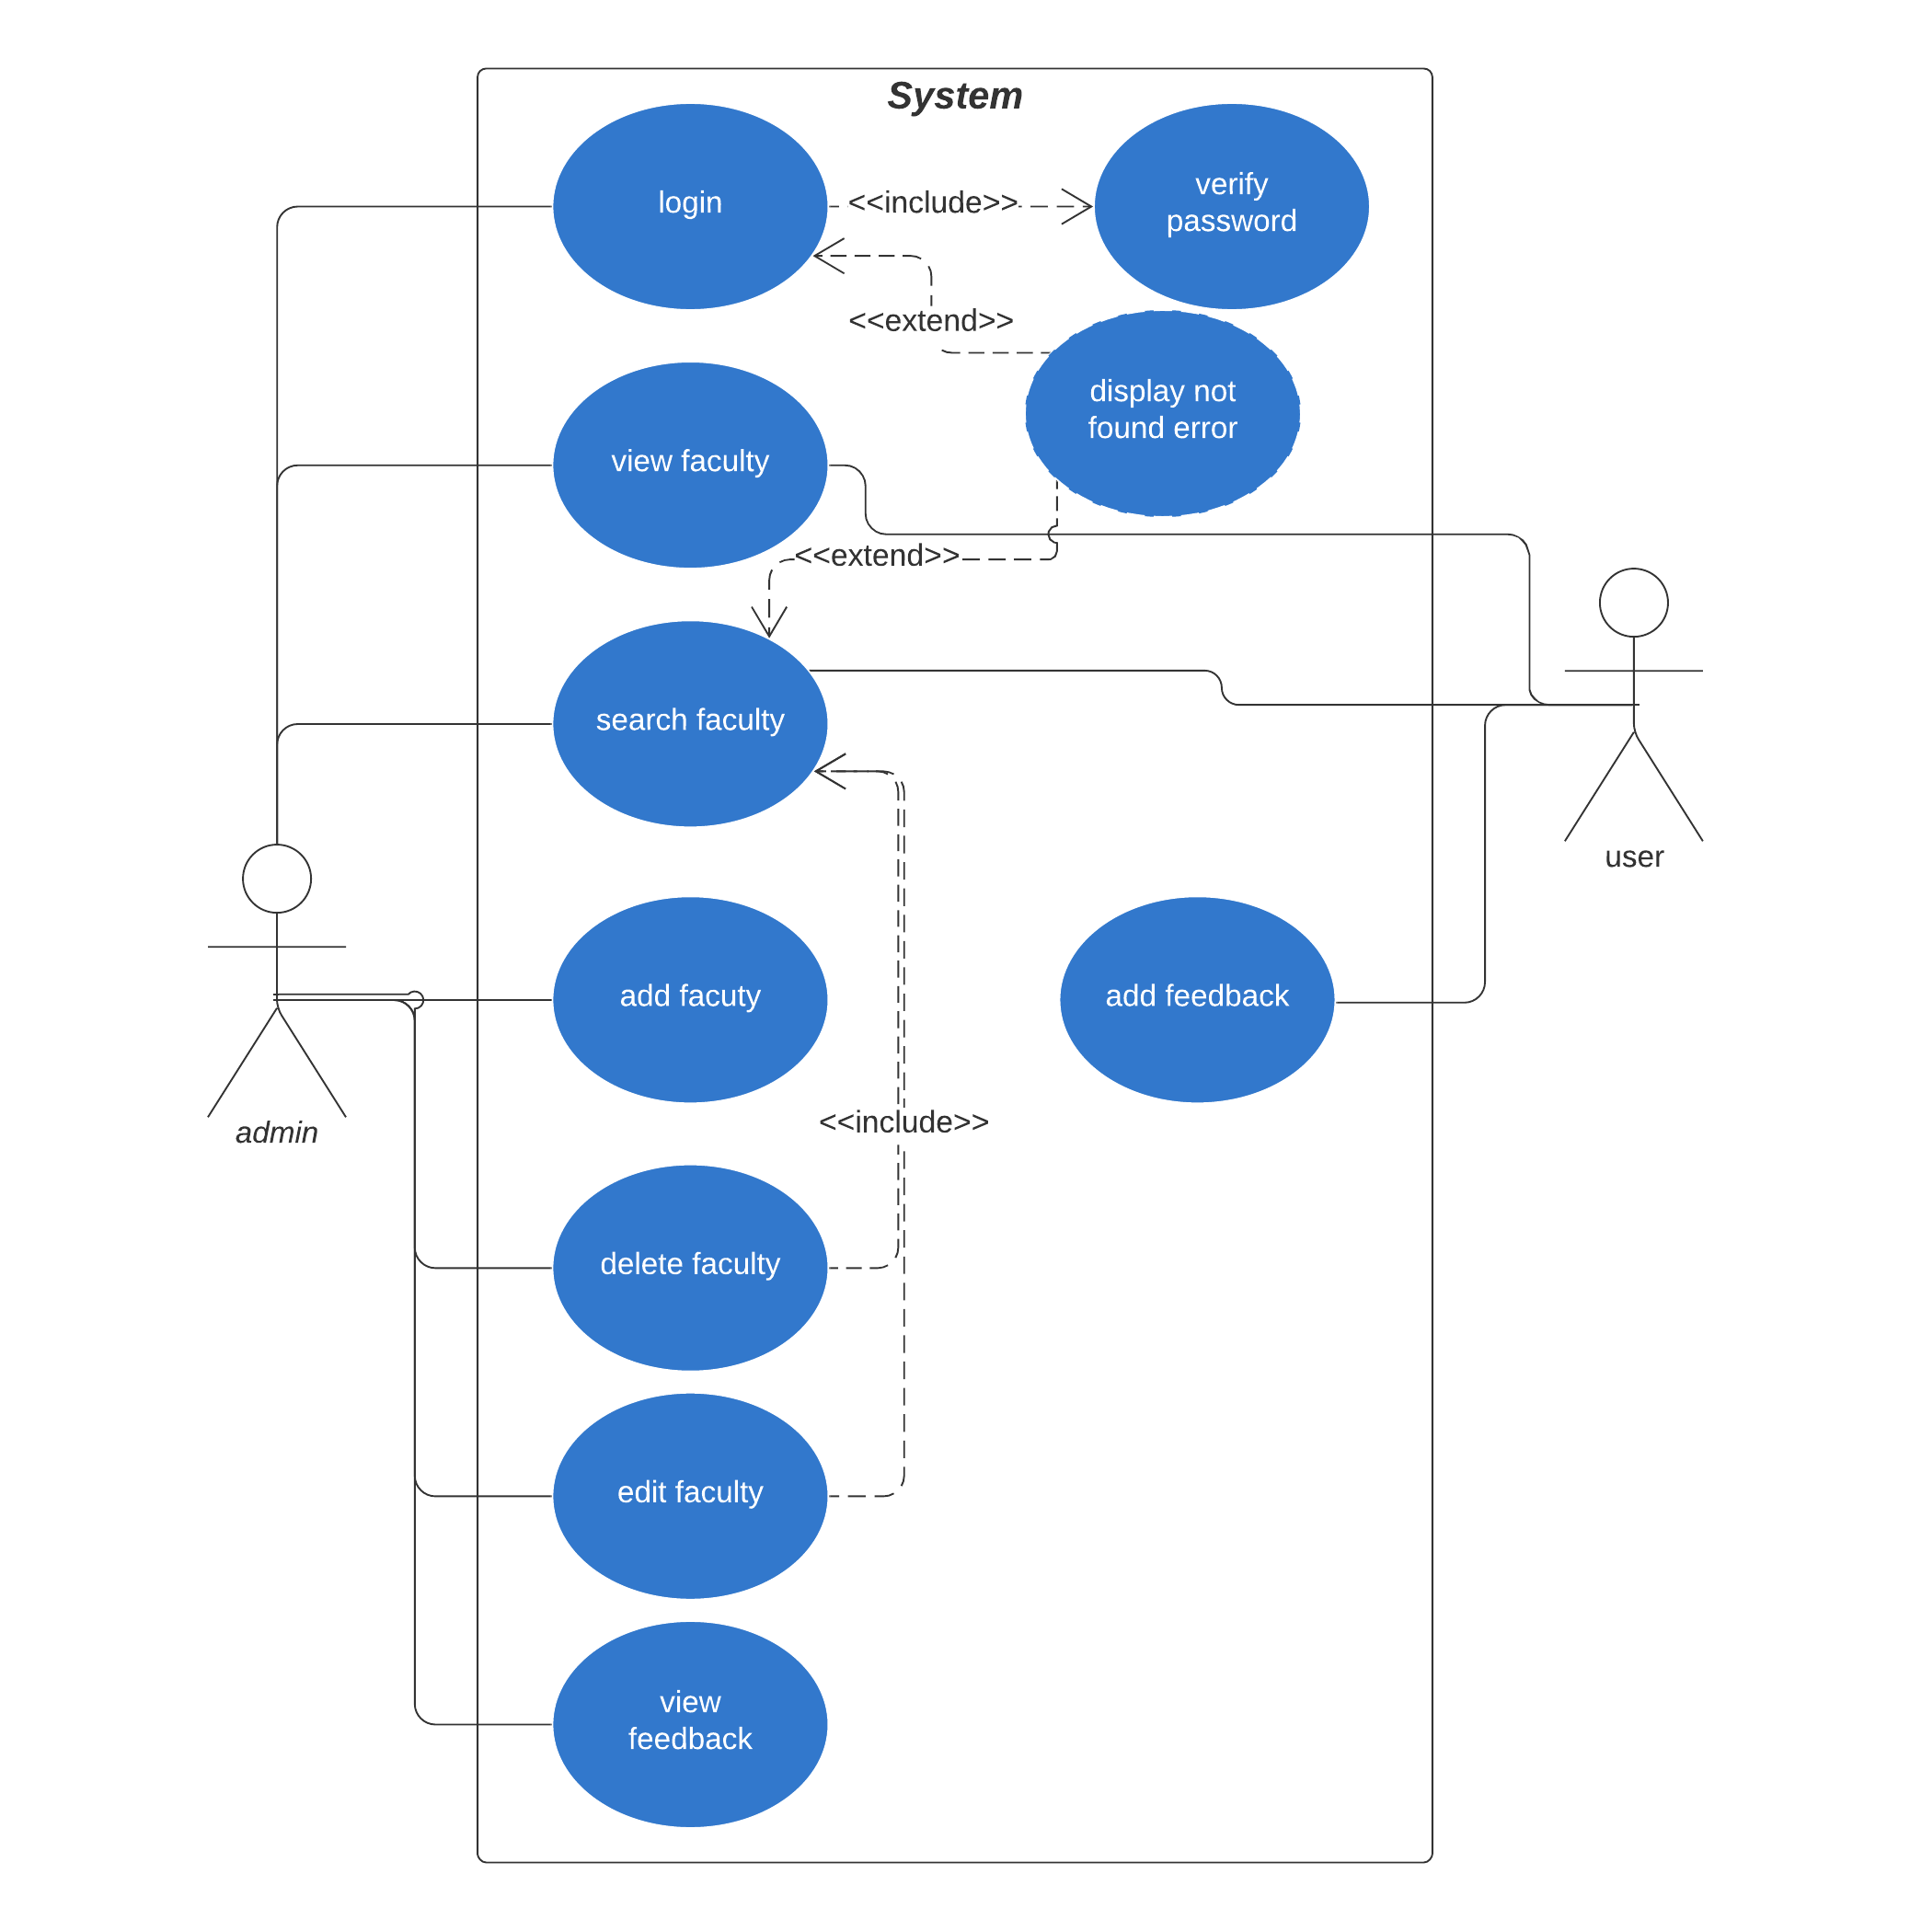 System
login
<<include>>
verify
password
<<extend>>
display not
found error
view faculty
<<extend>>
search faculty
user
add facuty
add feedback
admin
<<include>>
delete faculty
edit faculty
view
feedback